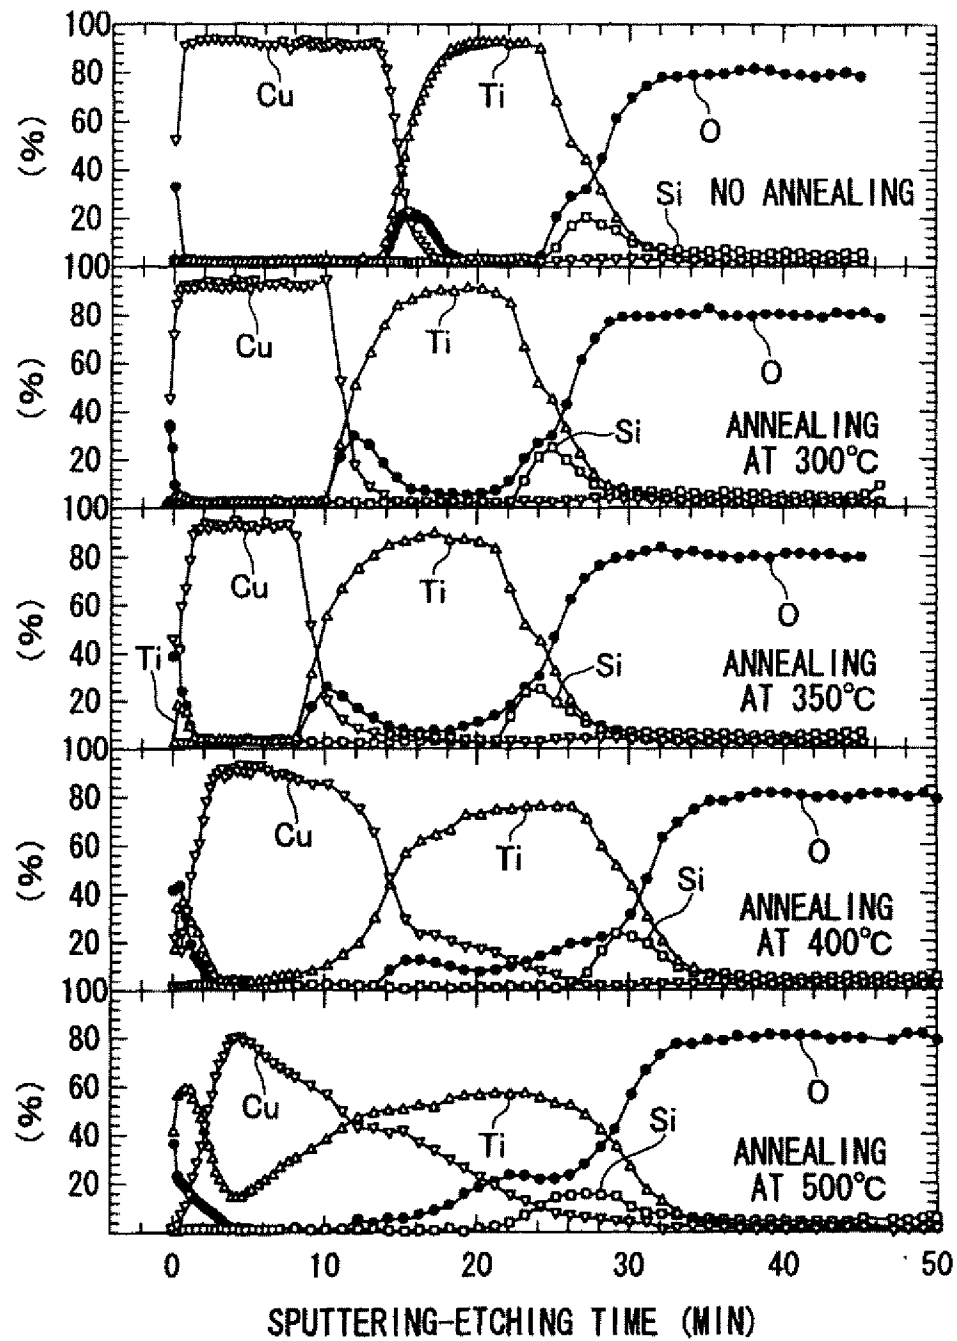 100
80
60
40
20
(%)
Cu
Ti
O
Si NO ANNEALING
100
80
60
40
20
(%)
Cu
Ti
O
Si
ANNEALING
AT 300°C
100
80
60
40
20
(%)
Cu
Ti
O
Ti
Si
ANNEALING
AT 350°C
100
80
60
40
20
(%)
Cu
Ti
O
Si
ANNEALING
AT 400°C
100
80
60
40
20
(%)
Cu
Ti
O
Si
ANNEALING
AT 500°C
0 10 20 30 40 50
SPUTTERING-ETCHING TIME (MIN)